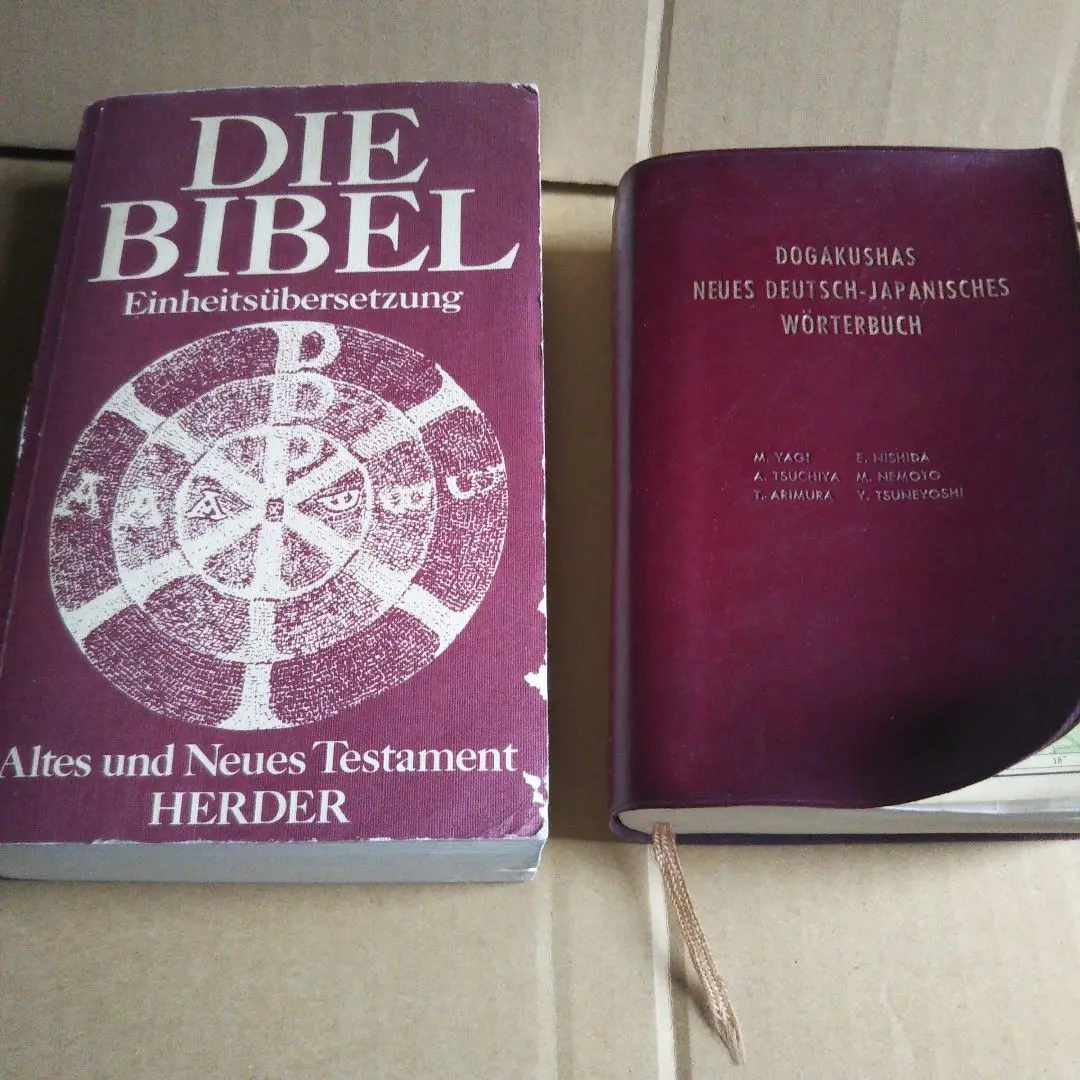 DIE
BIBEL
Einheitsübersetzung
Altes und Neues Testament
HERDER
DOGAKUSHAS
NEUES DEUTSCH-JAPANISCHES
WÖRTERBUCH
M. YAGI E. NISHIDA
A. TSUCHIYA M. NEMOTO
T. ARIMURA Y. TSUNEYOSHI
18°